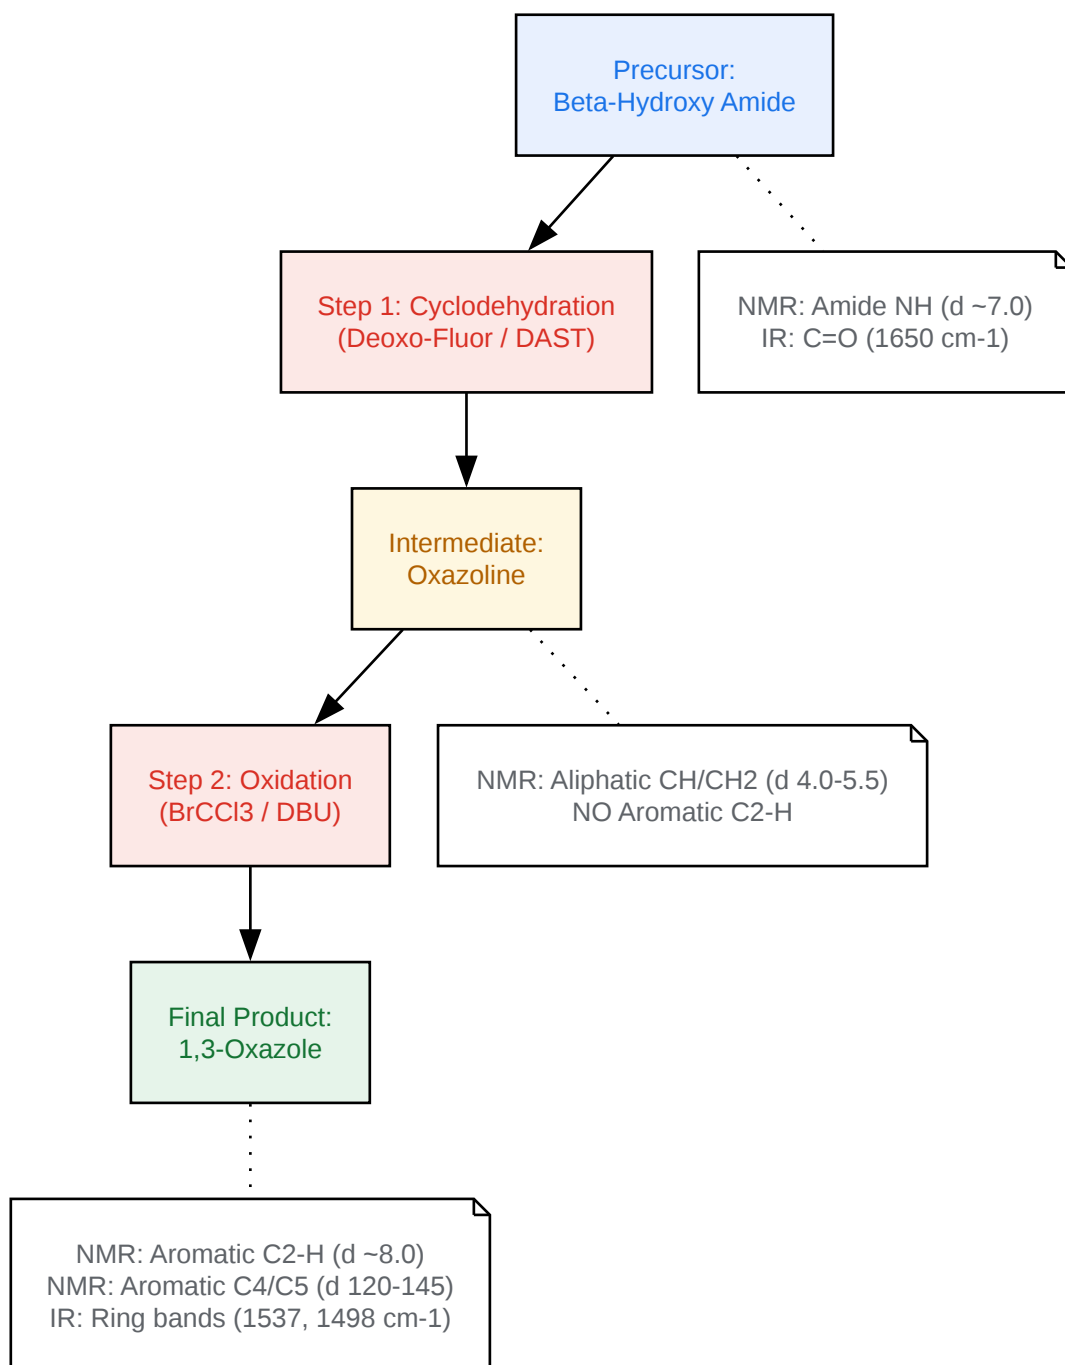 Precursor:
Beta-Hydroxy Amide
Step 1: Cyclodehydration
(Deoxo-Fluor / DAST)
NMR: Amide NH (d ~7.0)
IR: C=O (1650 cm-1)
Intermediate:
Oxazoline
Step 2: Oxidation
(BrCCl3 / DBU)
NMR: Aliphatic CH/CH2 (d 4.0-5.5)
NO Aromatic C2-H
Final Product:
1,3-Oxazole
NMR: Aromatic C2-H (d ~8.0)
NMR: Aromatic C4/C5 (d 120-145)
IR: Ring bands (1537, 1498 cm-1)